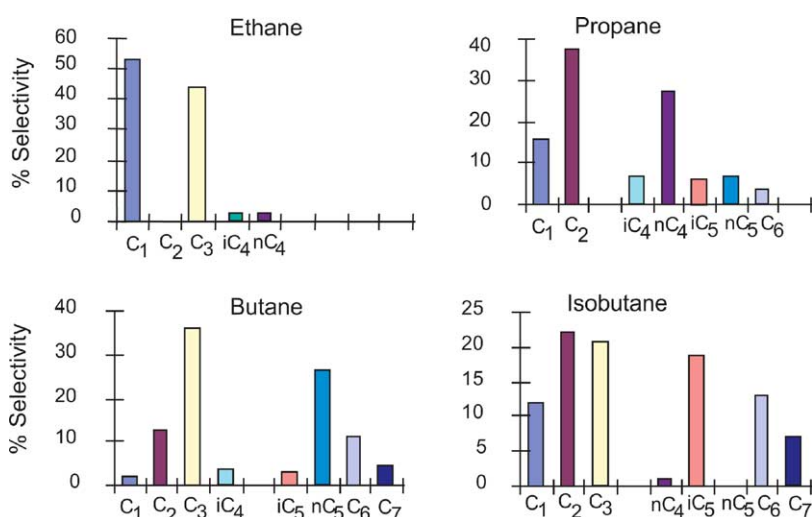 Ethane
% Selectivity
60
50
40
30
20
10
0
C1 C2 C3 iC4 nC4
Propane
40
30
20
10
0
C1 C2 iC4 nC4 iC5 nC5 C6
Butane
% Selectivity
40
30
20
10
0
C1 C2 C3 iC4 iC5 nC5 C6 C7
Isobutane
25
20
15
10
5
0
C1 C2 C3 nC4 iC5 nC5 C6 C7